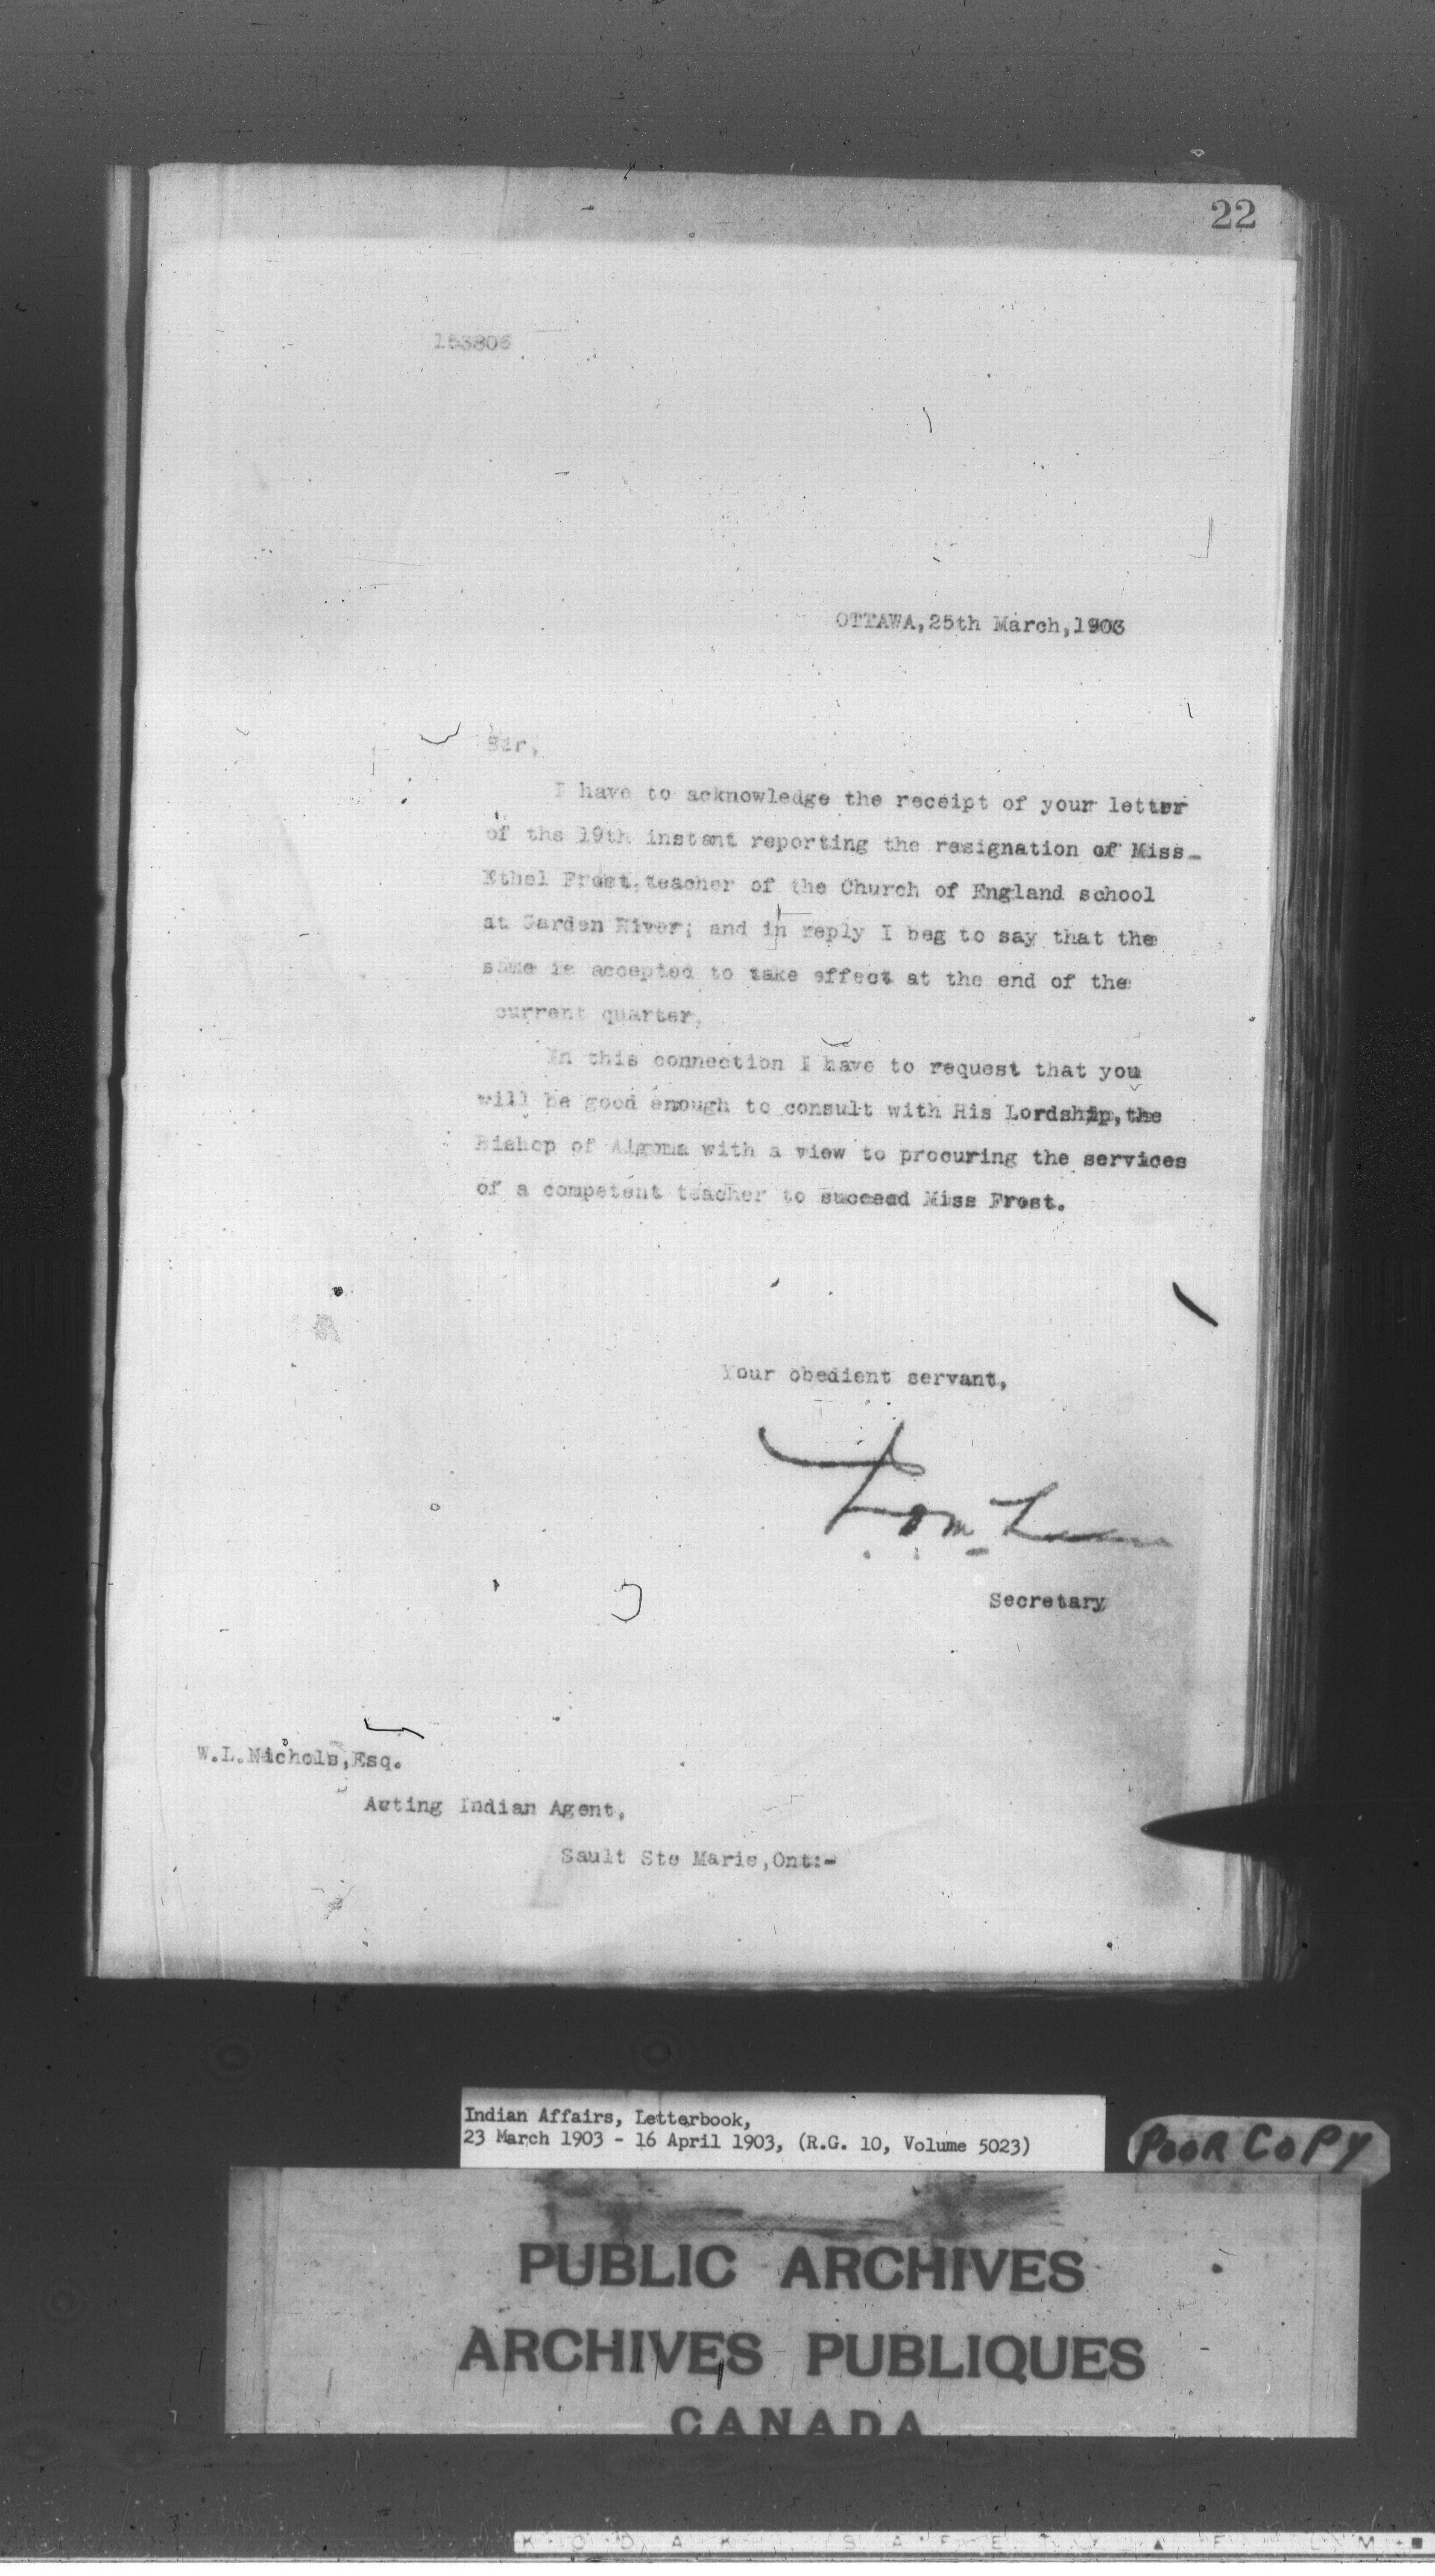 22
153806
OTTAWA, 25th March, 1903
Sir,
I have to acknowledge the receipt of your letter
of the 19th instant reporting the resignation of Miss
Ethel Frost, teacher of the Church of England school
at Garden River; and in reply I beg to say that the
same is accepted to take effect at the end of the
current quarter.
In this connection I have to request that you
will be good enough to consult with His Lordship, the
Bishop of Algoma with a view to procuring the services
of a competent teacher to succeed Miss Frost.
Your obedient servant,
Secretary
W.L. Nichols, Esq.
Acting Indian Agent,
Sault Ste Marie, Ont:-
Indian Affairs, Letterbook,
23 March 1903 - 16 April 1903, (R.G. 10, Volume 5023)
POOR COPY
PUBLIC ARCHIVES
ARCHIVES PUBLIQUES
CANADA
KODAK SAFETY FILM